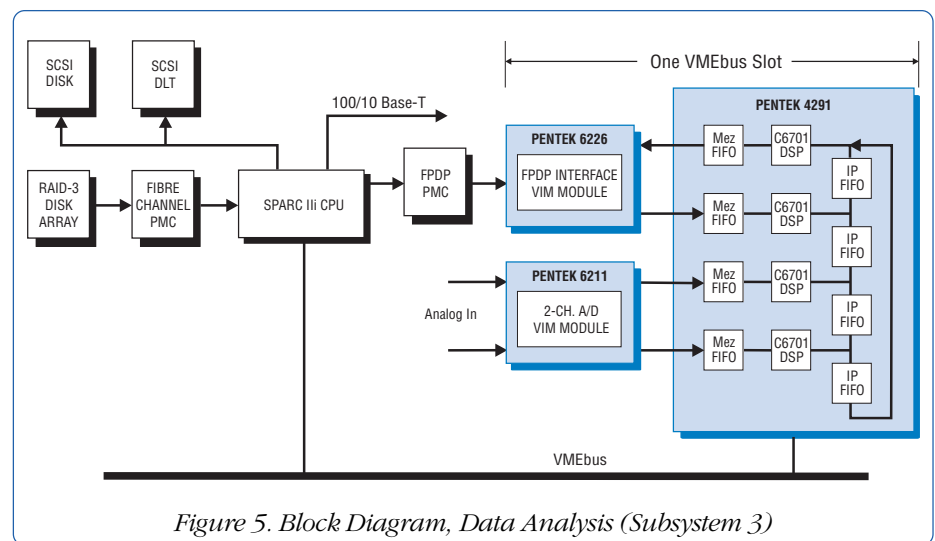 SCSI
DISK
SCSI
DLT
100/10 Base-T
One VMEbus Slot
RAID-3
DISK
ARRAY
FIBRE
CHANNEL
PMC
SPARC IIi CPU
FPDP
PMC
PENTEK 6226
FPDP INTERFACE
VIM MODULE
Analog In
PENTEK 6211
2-CH. A/D
VIM MODULE
PENTEK 4291
Mez
FIFO
C6701
DSP
IP
FIFO
Mez
FIFO
C6701
DSP
IP
FIFO
Mez
FIFO
C6701
DSP
IP
FIFO
Mez
FIFO
C6701
DSP
IP
FIFO
VMEbus
Figure 5. Block Diagram, Data Analysis (Subsystem 3)